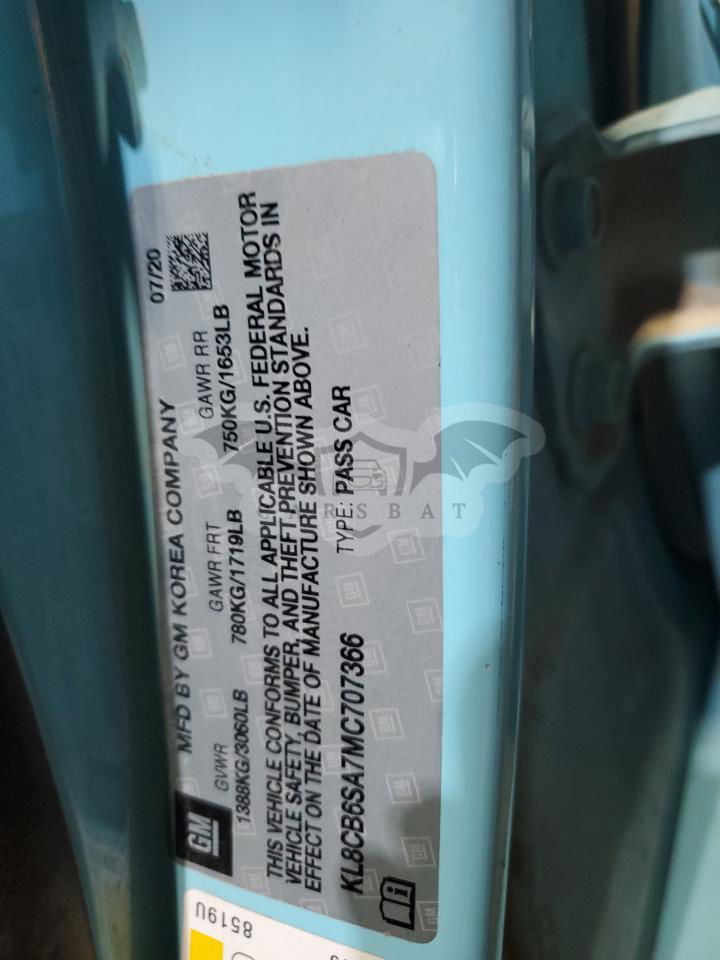 MFD BY GM KOREA COMPANY 07/20
GM
GVWR GAWR FRT GAWR RR
1388KG/3060LB 780KG/1719LB 750KG/1653LB
THIS VEHICLE CONFORMS TO ALL APPLICABLE U.S. FEDERAL MOTOR
VEHICLE SAFETY, BUMPER, AND THEFT PREVENTION STANDARDS IN
EFFECT ON THE DATE OF MANUFACTURE SHOWN ABOVE.
KL8CB6SA7MC707366 TYPE: PASS CAR
ARSBAT
8519U